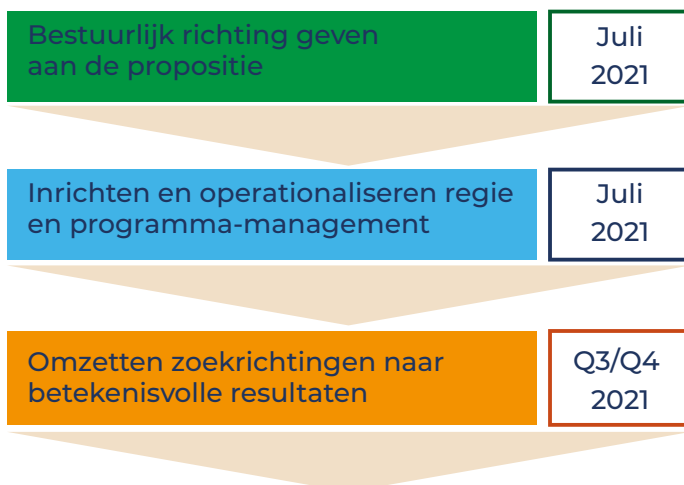 Bestuurlijk richting geven
aan de propositie
Juli
2021
Inrichten en operationaliseren regie
en programma-management
Juli
2021
Omzetten zoekrichtingen naar
betekenisvolle resultaten
Q3/Q4
2021